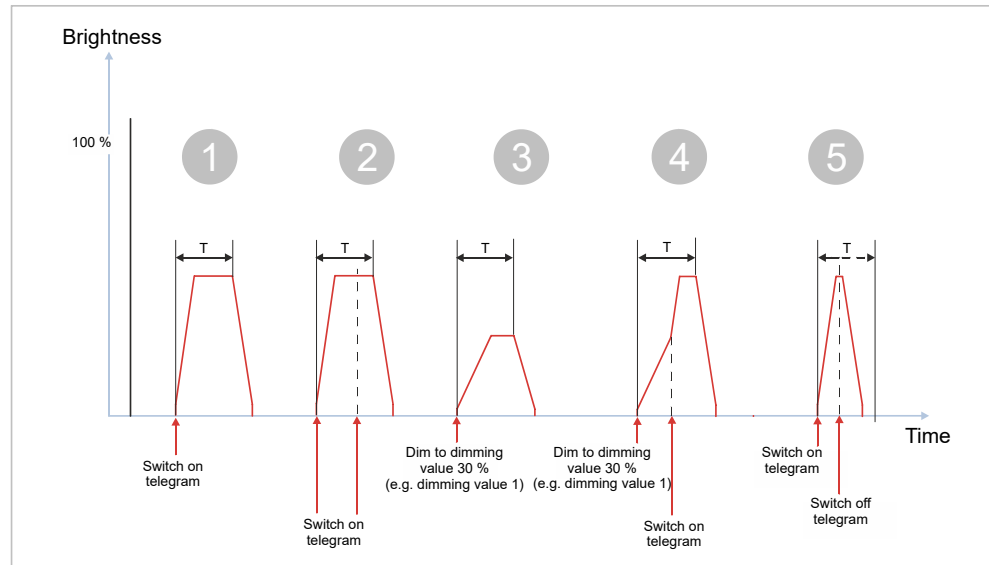 Brightness
100 %
1
2
3
4
5
T
T
T
T
T
Time
Switch on
telegram
Switch on
telegram
Dim to dimming
value 30 %
(e.g. dimming value 1)
Dim to dimming
value 30 %
(e.g. dimming value 1)
Switch on
telegram
Switch on
telegram
Switch off
telegram